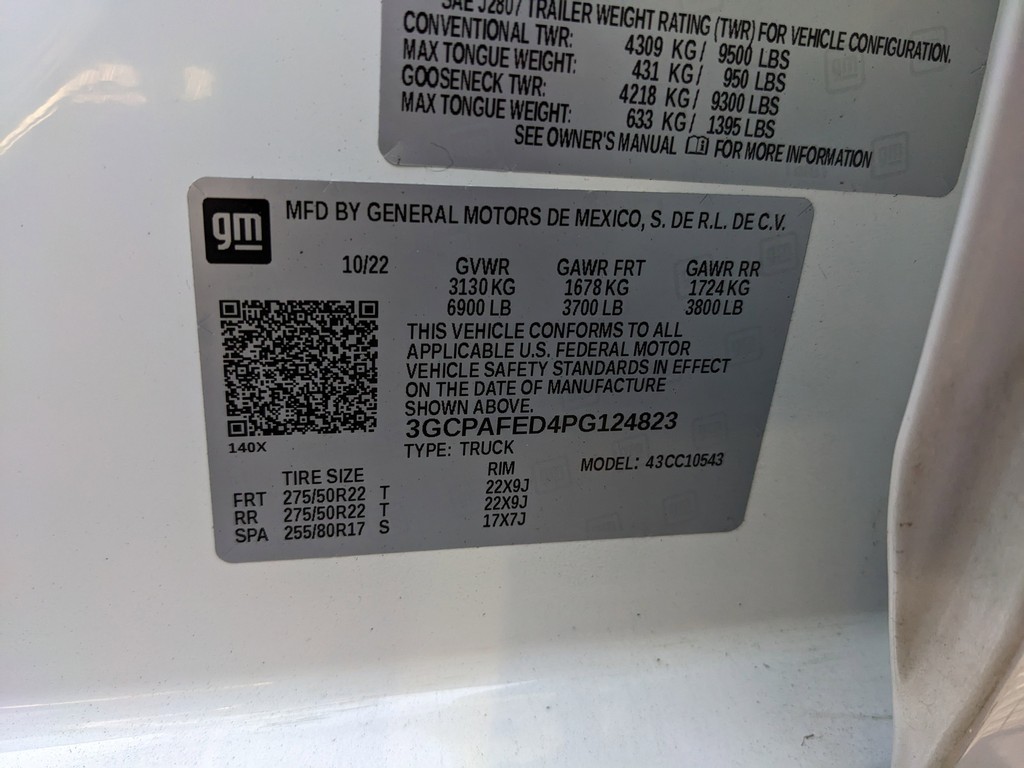 SAE J2807 TRAILER WEIGHT RATING (TWR) FOR VEHICLE CONFIGURATION.
CONVENTIONAL TWR: 4309 KG/ 9500 LBS
MAX TONGUE WEIGHT: 431 KG/ 950 LBS
GOOSENECK TWR: 4218 KG/ 9300 LBS
MAX TONGUE WEIGHT: 633 KG/ 1395 LBS
SEE OWNER'S MANUAL FOR MORE INFORMATION
gm MFD BY GENERAL MOTORS DE MEXICO, S. DE R.L. DE C.V.
10/22 GVWR GAWR FRT GAWR RR
3130 KG 1678 KG 1724 KG
6900 LB 3700 LB 3800 LB
THIS VEHICLE CONFORMS TO ALL
APPLICABLE U.S. FEDERAL MOTOR
VEHICLE SAFETY STANDARDS IN EFFECT
ON THE DATE OF MANUFACTURE
SHOWN ABOVE.
3GCPAFED4PG124823
140X TYPE: TRUCK
TIRE SIZE RIM MODEL: 43CC10543
FRT 275/50R22 T 22X9J
RR 275/50R22 T 22X9J
SPA 255/80R17 S 17X7J